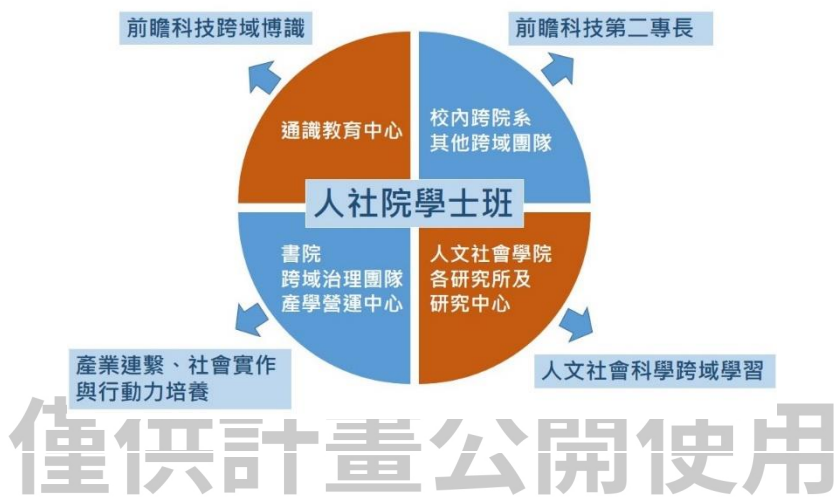 前瞻科技跨域博識
前瞻科技第二專長
通識教育中心
校內跨院系
其他跨域團隊
人社院學士班
書院
跨域治理團隊
產學營運中心
人文社會學院
各研究所及
研究中心
產業連繫、社會實作
與行動力培養
人文社會科學跨域學習
僅供計畫公開使用